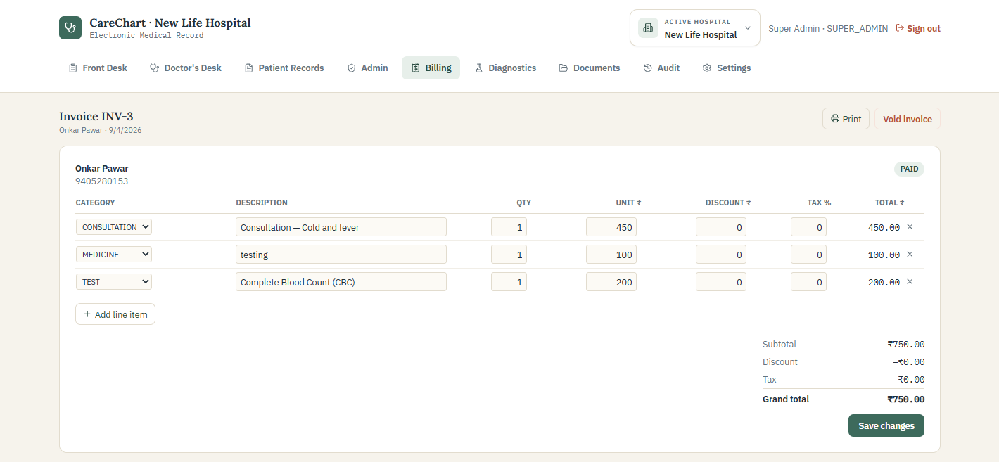 CareChart · New Life Hospital
Electronic Medical Record
ACTIVE HOSPITAL
New Life Hospital
Super Admin · SUPER_ADMIN
Sign out
Front Desk
Doctor's Desk
Patient Records
Admin
Billing
Diagnostics
Documents
Audit
Settings
Invoice INV-3
Onkar Pawar · 9/4/2026
Print
Void invoice
Onkar Pawar
9405280153
PAID
CATEGORY DESCRIPTION QTY UNIT ₹ DISCOUNT ₹ TAX % TOTAL ₹
CONSULTATION Consultation — Cold and fever 1 450 0 0 450.00 ×
MEDICINE testing 1 100 0 0 100.00 ×
TEST Complete Blood Count (CBC) 1 200 0 0 200.00 ×
+ Add line item
Subtotal ₹750.00
Discount −₹0.00
Tax ₹0.00
Grand total ₹750.00
Save changes